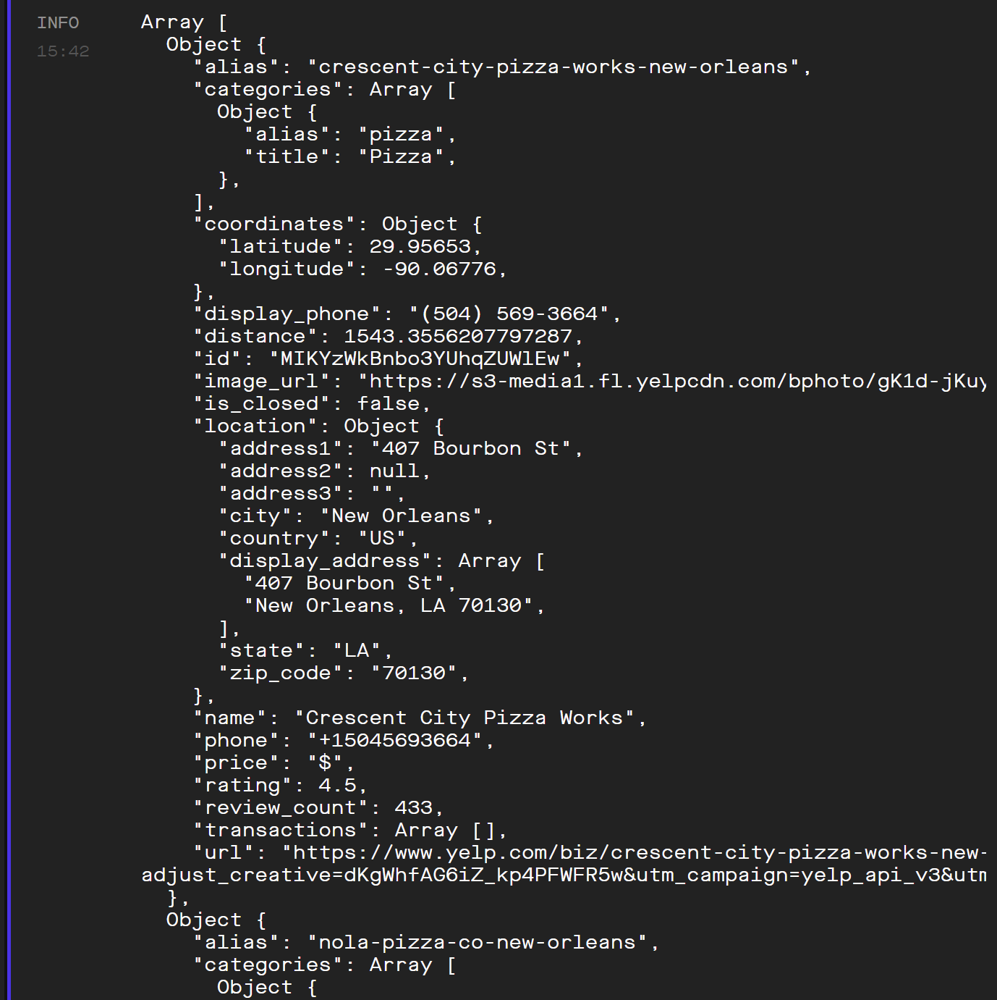 INFO
15:42
Array [
  Object {
    "alias": "crescent-city-pizza-works-new-orleans",
    "categories": Array [
      Object {
        "alias": "pizza",
        "title": "Pizza",
      },
    ],
    "coordinates": Object {
      "latitude": 29.95653,
      "longitude": -90.06776,
    },
    "display_phone": "(504) 569-3664",
    "distance": 1543.3556207797287,
    "id": "MIKYzWkBnbo3YUhqZUWlEw",
    "image_url": "https://s3-media1.fl.yelpcdn.com/bphoto/gK1d-jKuy
    "is_closed": false,
    "location": Object {
      "address1": "407 Bourbon St",
      "address2": null,
      "address3": "",
      "city": "New Orleans",
      "country": "US",
      "display_address": Array [
        "407 Bourbon St",
        "New Orleans, LA 70130",
      ],
      "state": "LA",
      "zip_code": "70130",
    },
    "name": "Crescent City Pizza Works",
    "phone": "+15045693664",
    "price": "$",
    "rating": 4.5,
    "review_count": 433,
    "transactions": Array [],
    "url": "https://www.yelp.com/biz/crescent-city-pizza-works-new-
adjust_creative=dKgWhfAG6iZ_kp4PFWFR5w&utm_campaign=yelp_api_v3&utm
  },
  Object {
    "alias": "nola-pizza-co-new-orleans",
    "categories": Array [
      Object {